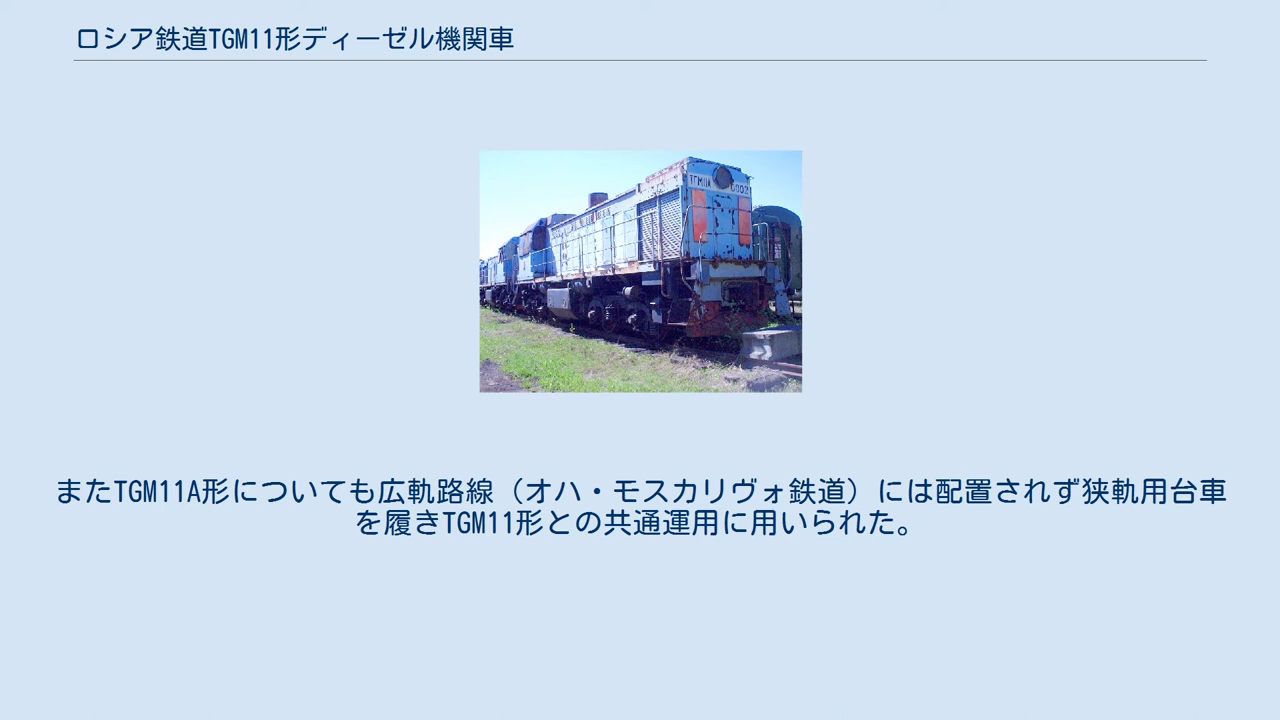 ロシア鉄道TGM11形ディーゼル機関車
ТГМ11А
0002
またTGM11A形についても広軌路線（オハ・モスカリヴォ鉄道）には配置されず狭軌用台車
を履きTGM11形との共通運用に用いられた。